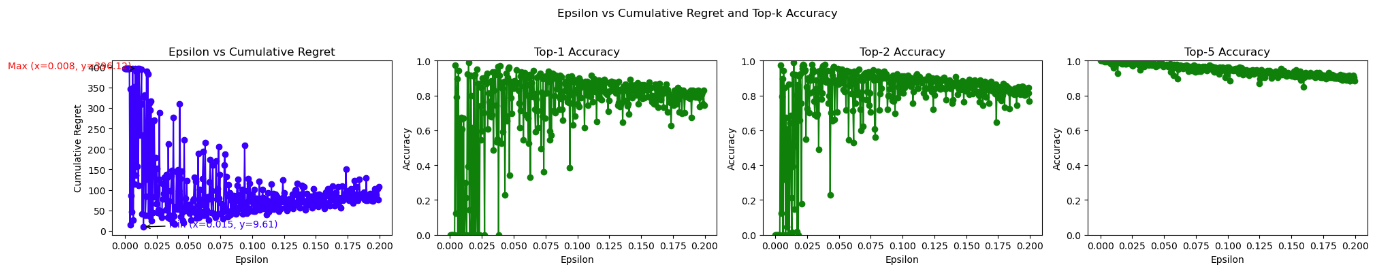 Epsilon vs Cumulative Regret and Top-k Accuracy
Epsilon vs Cumulative Regret
Max (x=0.008, y=396.12)
400
350
300
250
200
150
100
50
0
Cumulative Regret
Min (x=0.015, y=9.61)
0.000 0.025 0.050 0.075 0.100 0.125 0.150 0.175 0.200
Epsilon
Top-1 Accuracy
1.0
0.8
0.6
0.4
0.2
0.0
Accuracy
0.000 0.025 0.050 0.075 0.100 0.125 0.150 0.175 0.200
Epsilon
Top-2 Accuracy
1.0
0.8
0.6
0.4
0.2
0.0
Accuracy
0.000 0.025 0.050 0.075 0.100 0.125 0.150 0.175 0.200
Epsilon
Top-5 Accuracy
1.0
0.8
0.6
0.4
0.2
0.0
Accuracy
0.000 0.025 0.050 0.075 0.100 0.125 0.150 0.175 0.200
Epsilon